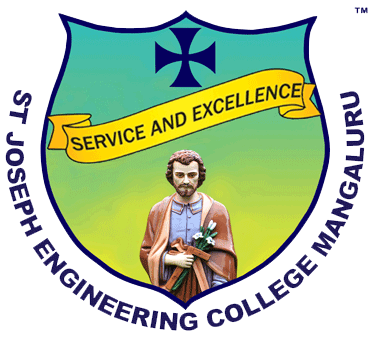 ™
SERVICE AND EXCELLENCE
ST JOSEPH ENGINEERING COLLEGE MANGALURU